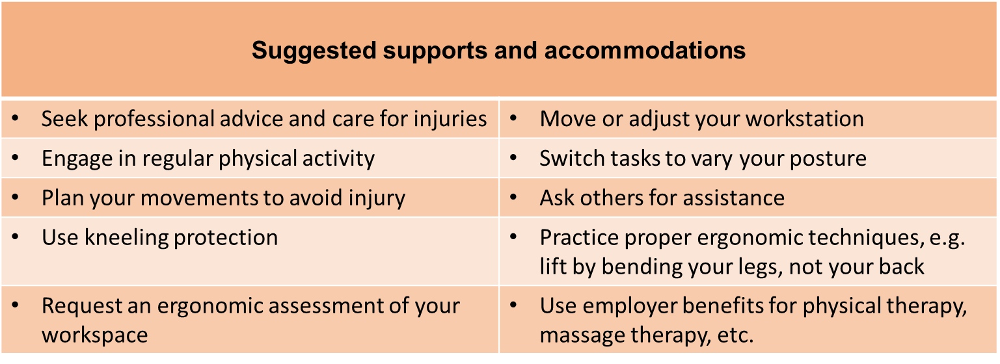 Suggested supports and accommodations
• Seek professional advice and care for injuries
• Move or adjust your workstation
• Engage in regular physical activity
• Switch tasks to vary your posture
• Plan your movements to avoid injury
• Ask others for assistance
• Use kneeling protection
• Practice proper ergonomic techniques, e.g.
lift by bending your legs, not your back
• Request an ergonomic assessment of your
workspace
• Use employer benefits for physical therapy,
massage therapy, etc.